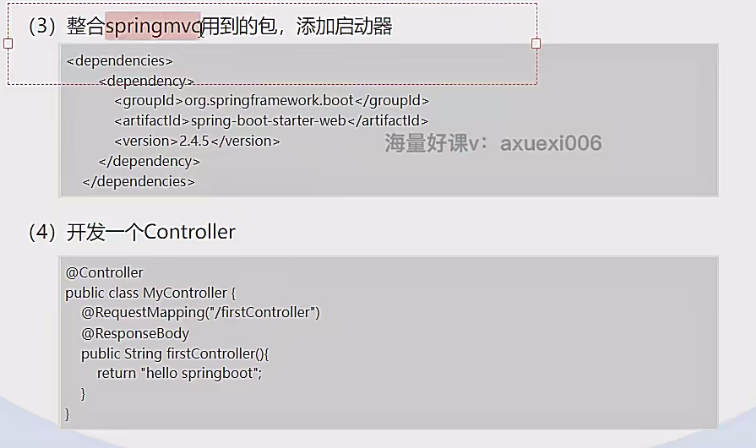 （3）整合springmvc用到的包，添加启动器
<dependencies>
<dependency>
<groupId>org.springframework.boot</groupId>
<artifactId>spring-boot-starter-web</artifactId>
<version>2.4.5</version>
</dependency>
</dependencies>
海量好课v：axuexi006
（4）开发一个Controller
@Controller
public class MyController {
@RequestMapping("/firstController")
@ResponseBody
public String firstController(){
return "hello springboot";
}
}